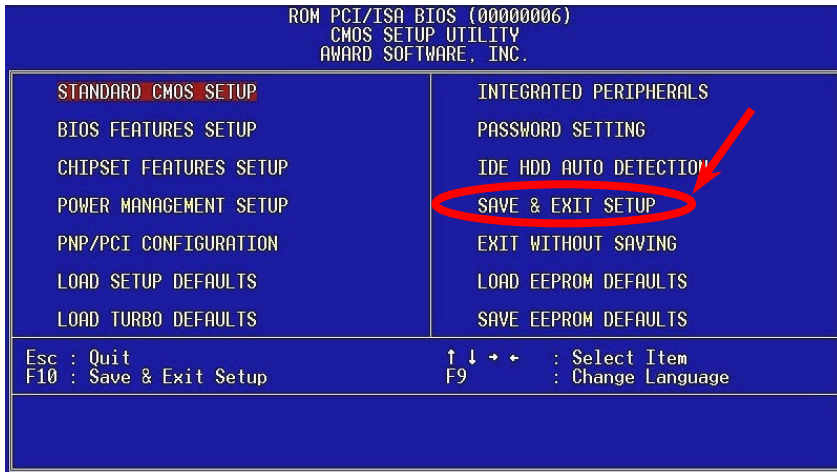 ROM PCI/ISA BIOS (00000006)
CMOS SETUP UTILITY
AWARD SOFTWARE, INC.
STANDARD CMOS SETUP
BIOS FEATURES SETUP
CHIPSET FEATURES SETUP
POWER MANAGEMENT SETUP
PNP/PCI CONFIGURATION
LOAD SETUP DEFAULTS
LOAD TURBO DEFAULTS
INTEGRATED PERIPHERALS
PASSWORD SETTING
IDE HDD AUTO DETECTION
SAVE & EXIT SETUP
EXIT WITHOUT SAVING
LOAD EEPROM DEFAULTS
SAVE EEPROM DEFAULTS
Esc : Quit
F10 : Save & Exit Setup
↑ ↓ → ← : Select Item
F9 : Change Language